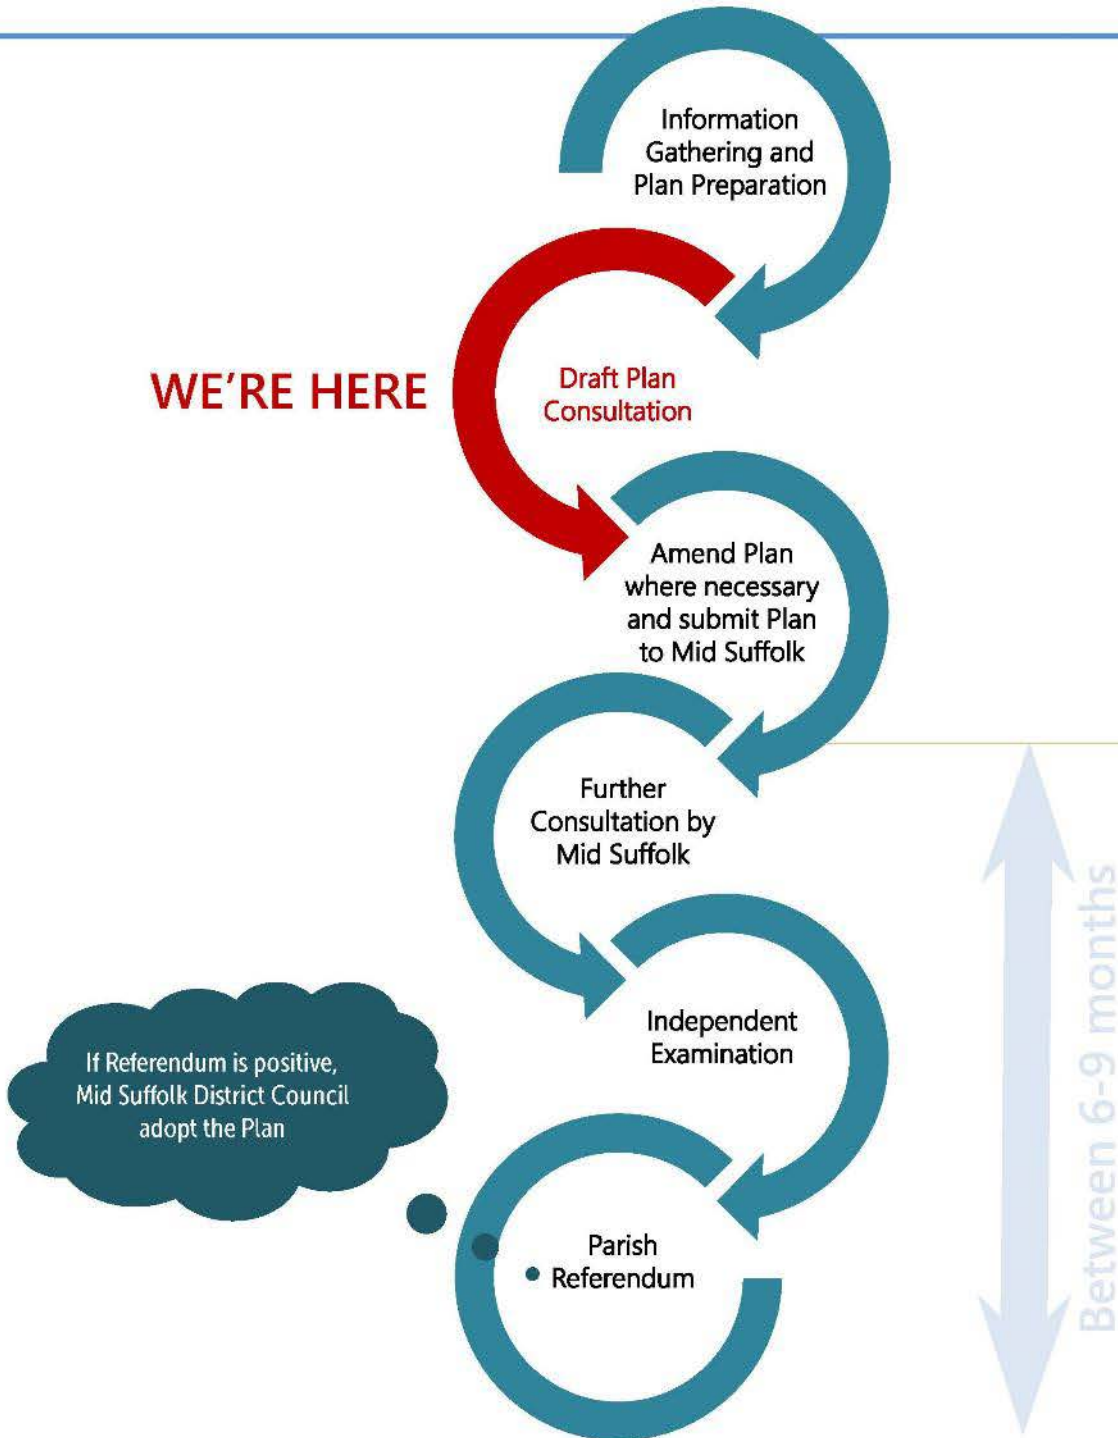 Information
Gathering and
Plan Preparation
WE'RE HERE
Draft Plan
Consultation
Amend Plan
where necessary
and submit Plan
to Mid Suffolk
Further
Consultation by
Mid Suffolk
Independent
Examination
If Referendum is positive,
Mid Suffolk District Council
adopt the Plan
Parish
Referendum
Between 6-9 months